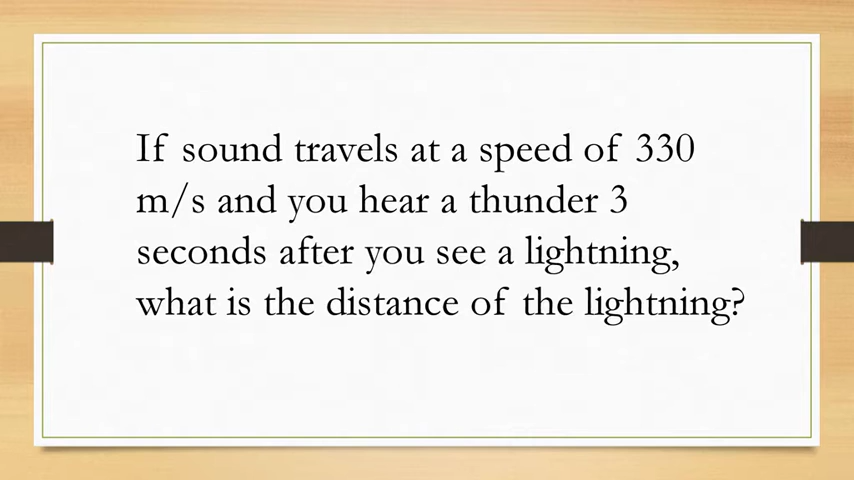 If sound travels at a speed of 330
m/s and you hear a thunder 3
seconds after you see a lightning,
what is the distance of the lightning?